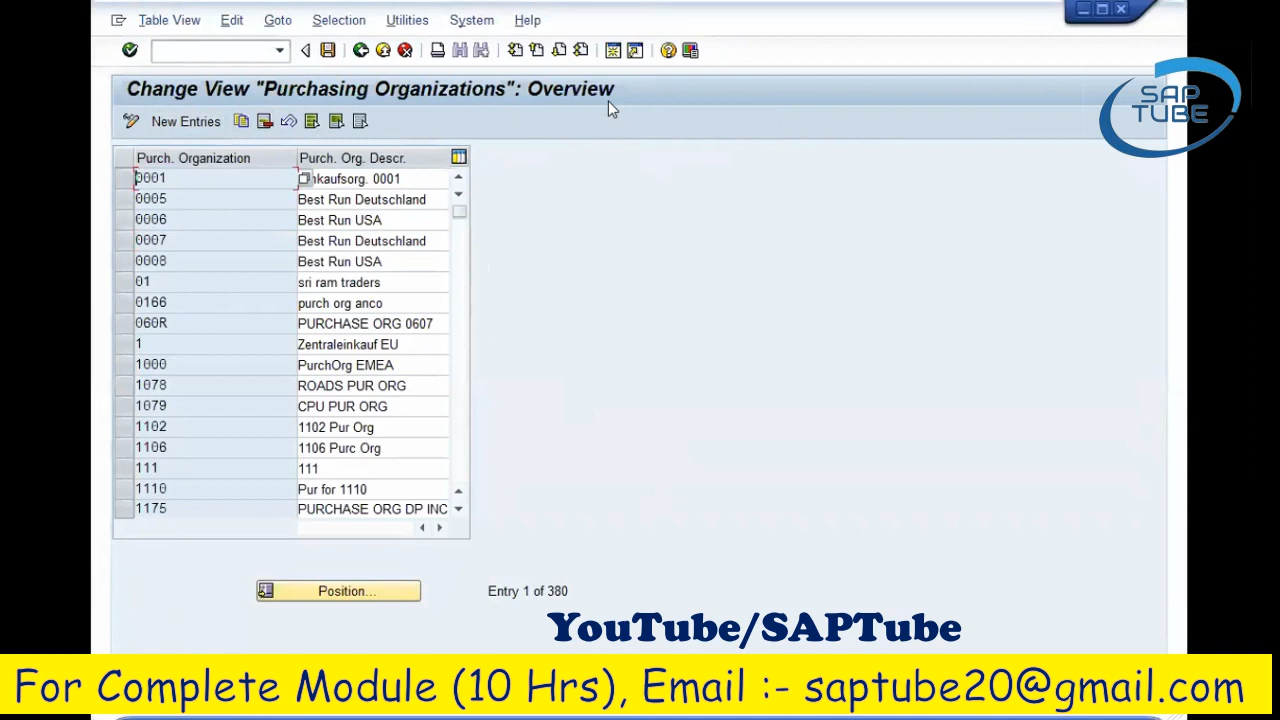 Table View Edit Goto Selection Utilities System Help
Change View "Purchasing Organizations": Overview
SAP
TUBE
New Entries
Purch. Organization Purch. Org. Descr.
0001 nkaufsorg. 0001
0005 Best Run Deutschland
0006 Best Run USA
0007 Best Run Deutschland
0008 Best Run USA
01 sri ram traders
0166 purch org anco
060R PURCHASE ORG 0607
1 Zentraleinkauf EU
1000 PurchOrg EMEA
1078 ROADS PUR ORG
1079 CPU PUR ORG
1102 1102 Pur Org
1106 1106 Purc Org
111 111
1110 Pur for 1110
1175 PURCHASE ORG DP INC
Position... Entry 1 of 380
YouTube/SAPTube
For Complete Module (10 Hrs), Email :- saptube20@gmail.com